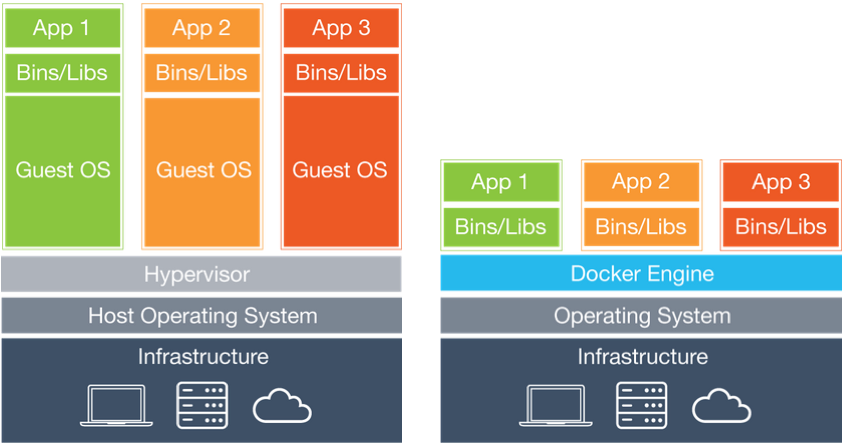 App 1
App 2
App 3
Bins/Libs
Bins/Libs
Bins/Libs
Guest OS
Guest OS
Guest OS
Hypervisor
Host Operating System
Infrastructure
App 1
App 2
App 3
Bins/Libs
Bins/Libs
Bins/Libs
Docker Engine
Operating System
Infrastructure